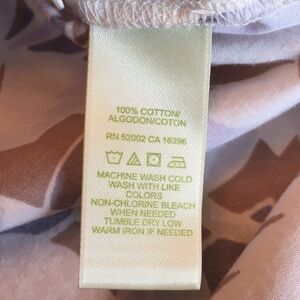 100% COTTON/
ALGODON/COTON
RN 52002 CA 16396
MACHINE WASH COLD
WASH WITH LIKE
COLORS
NON-CHLORINE BLEACH
WHEN NEEDED
TUMBLE DRY LOW
WARM IRON IF NEEDED